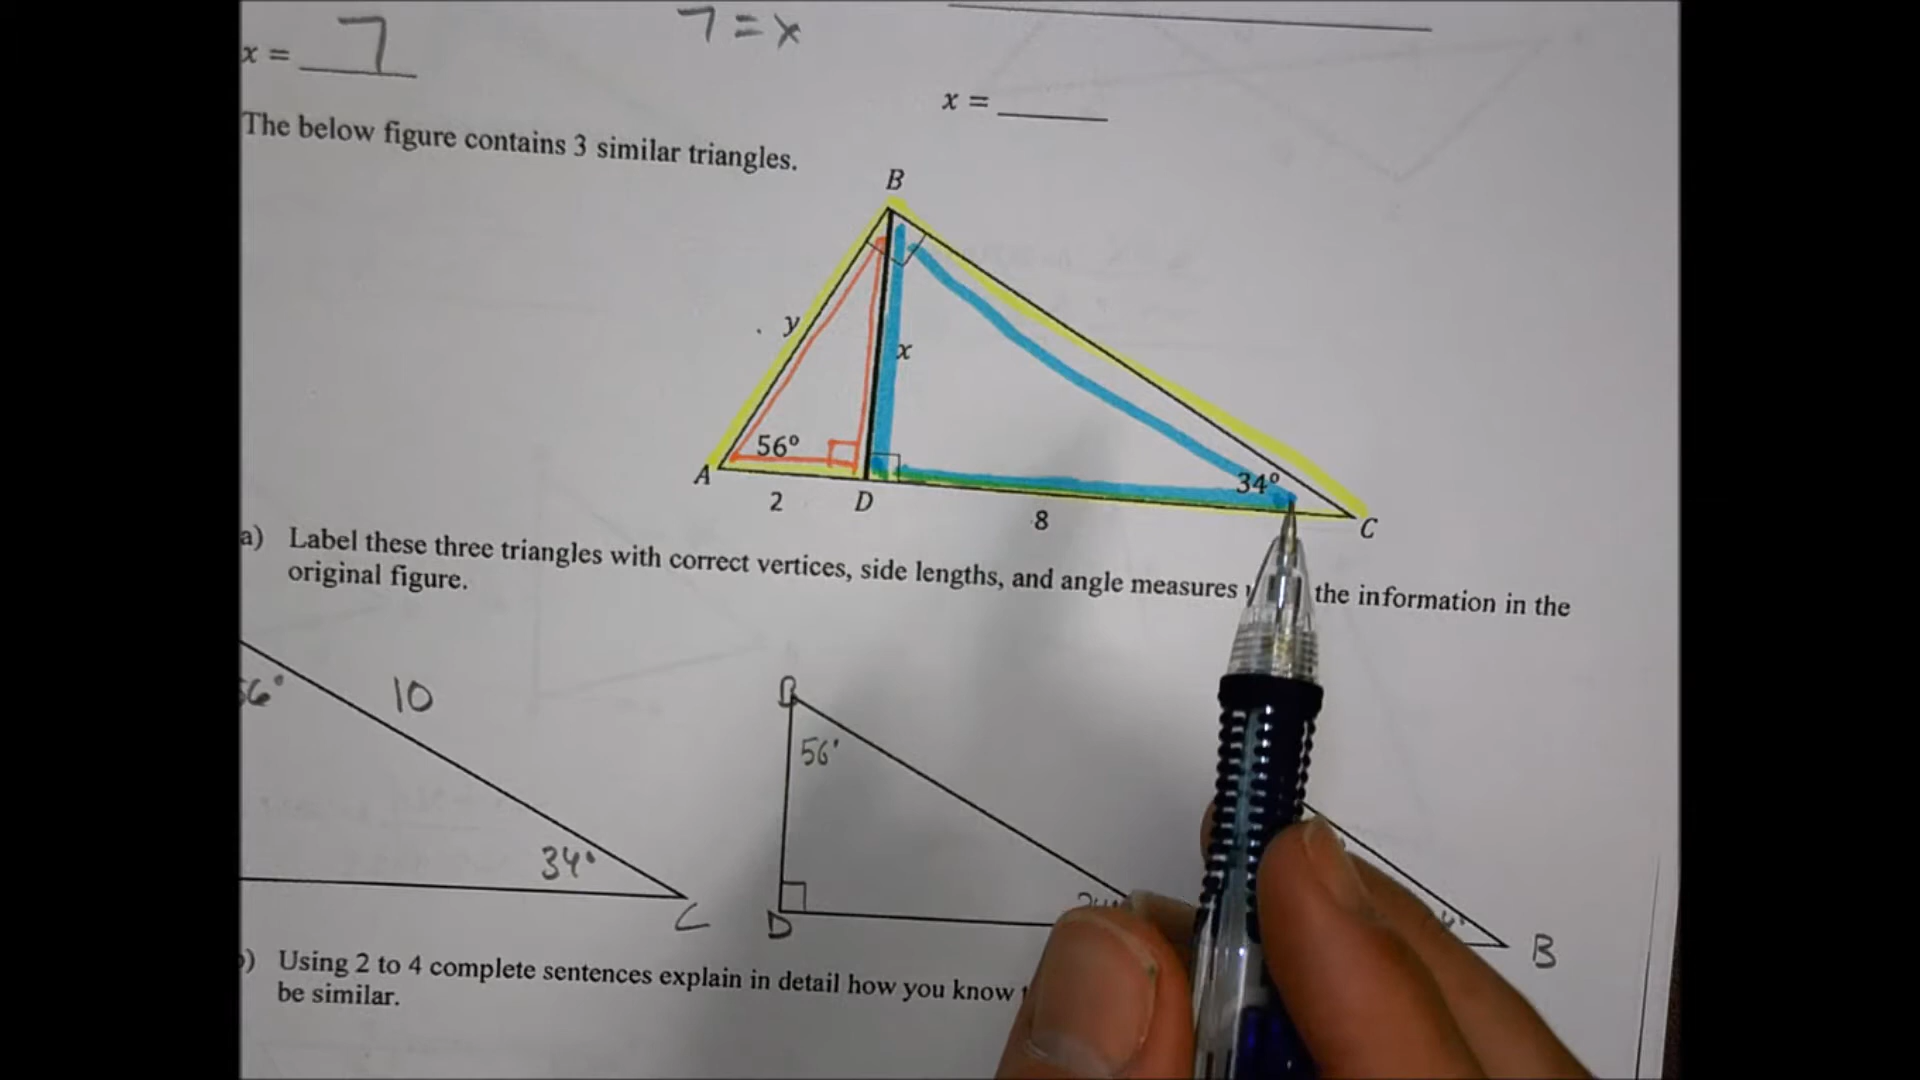 x = 7
7 = x
x = ______
The below figure contains 3 similar triangles.
B
y
x
56°
34°
A
2
D
8
C
a) Label these three triangles with correct vertices, side lengths, and angle measures the information in the
original figure.
56°
10
34°
C
B
56°
D
B
Using 2 to 4 complete sentences explain in detail how you know
be similar.